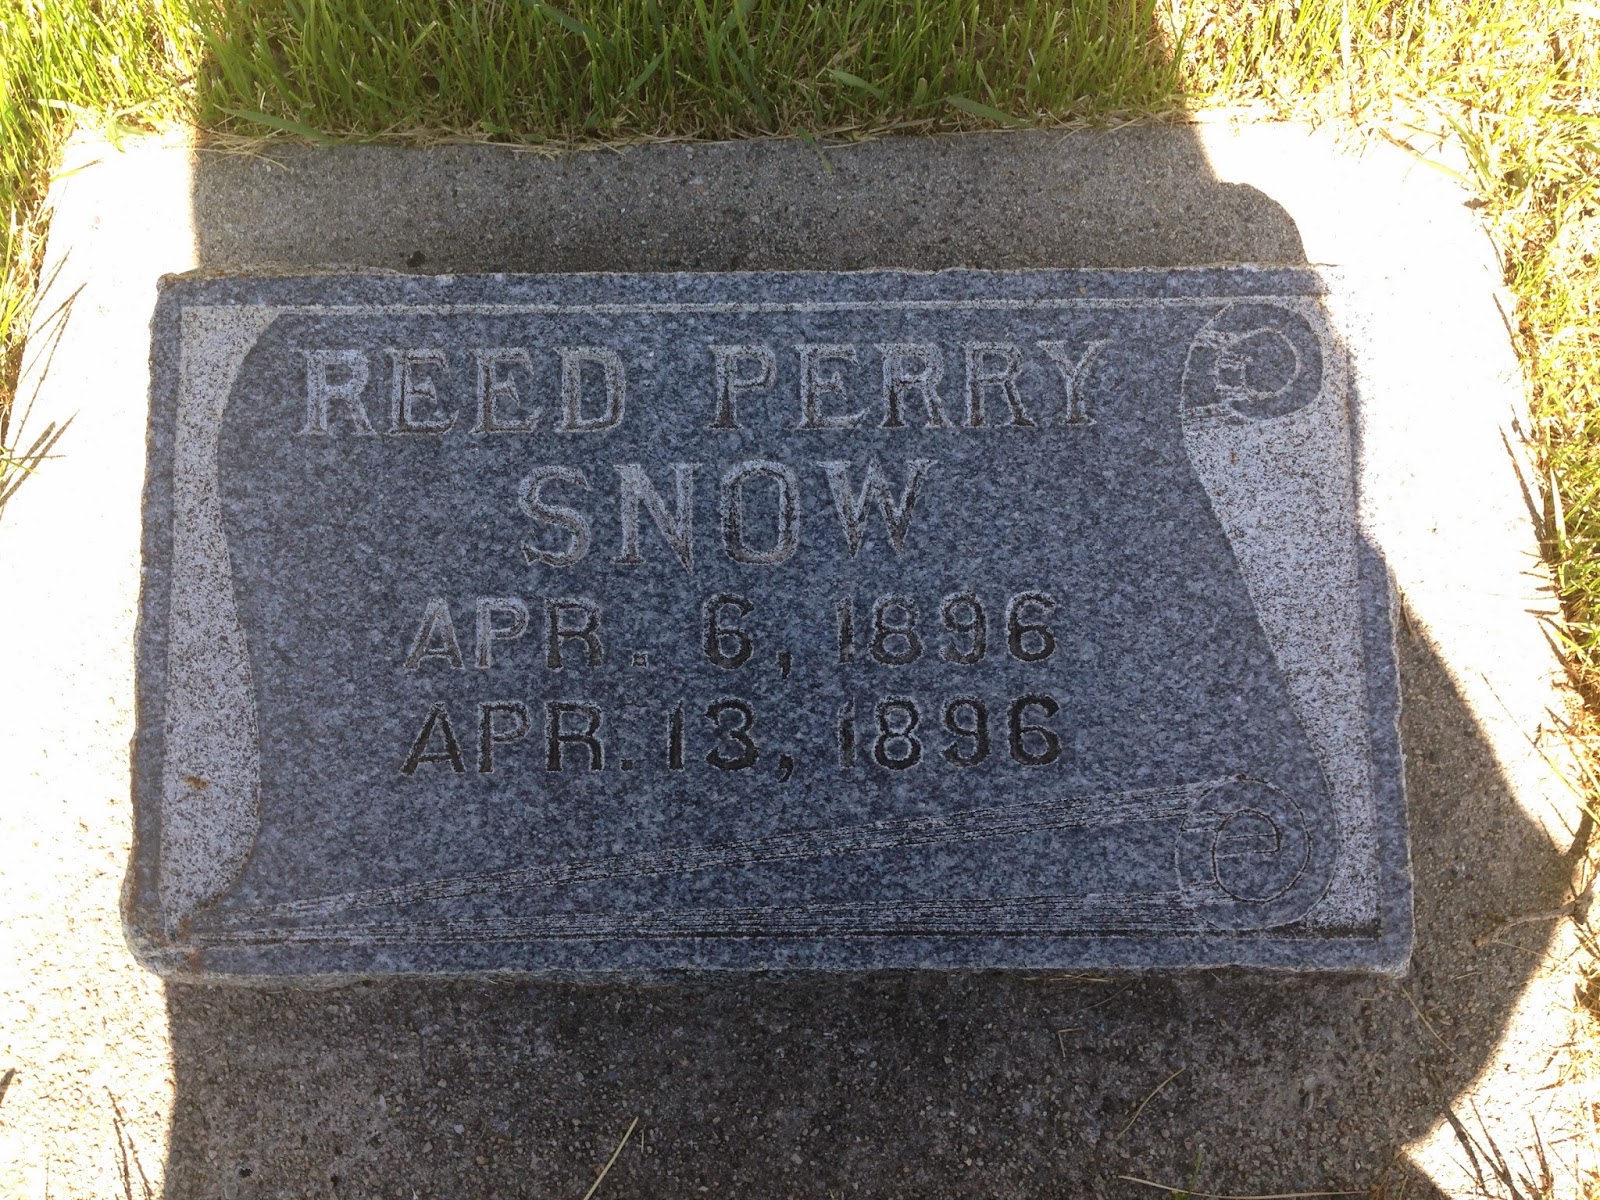 REED PERRY
SNOW
APR. 6, 1896
APR. 13, 1896